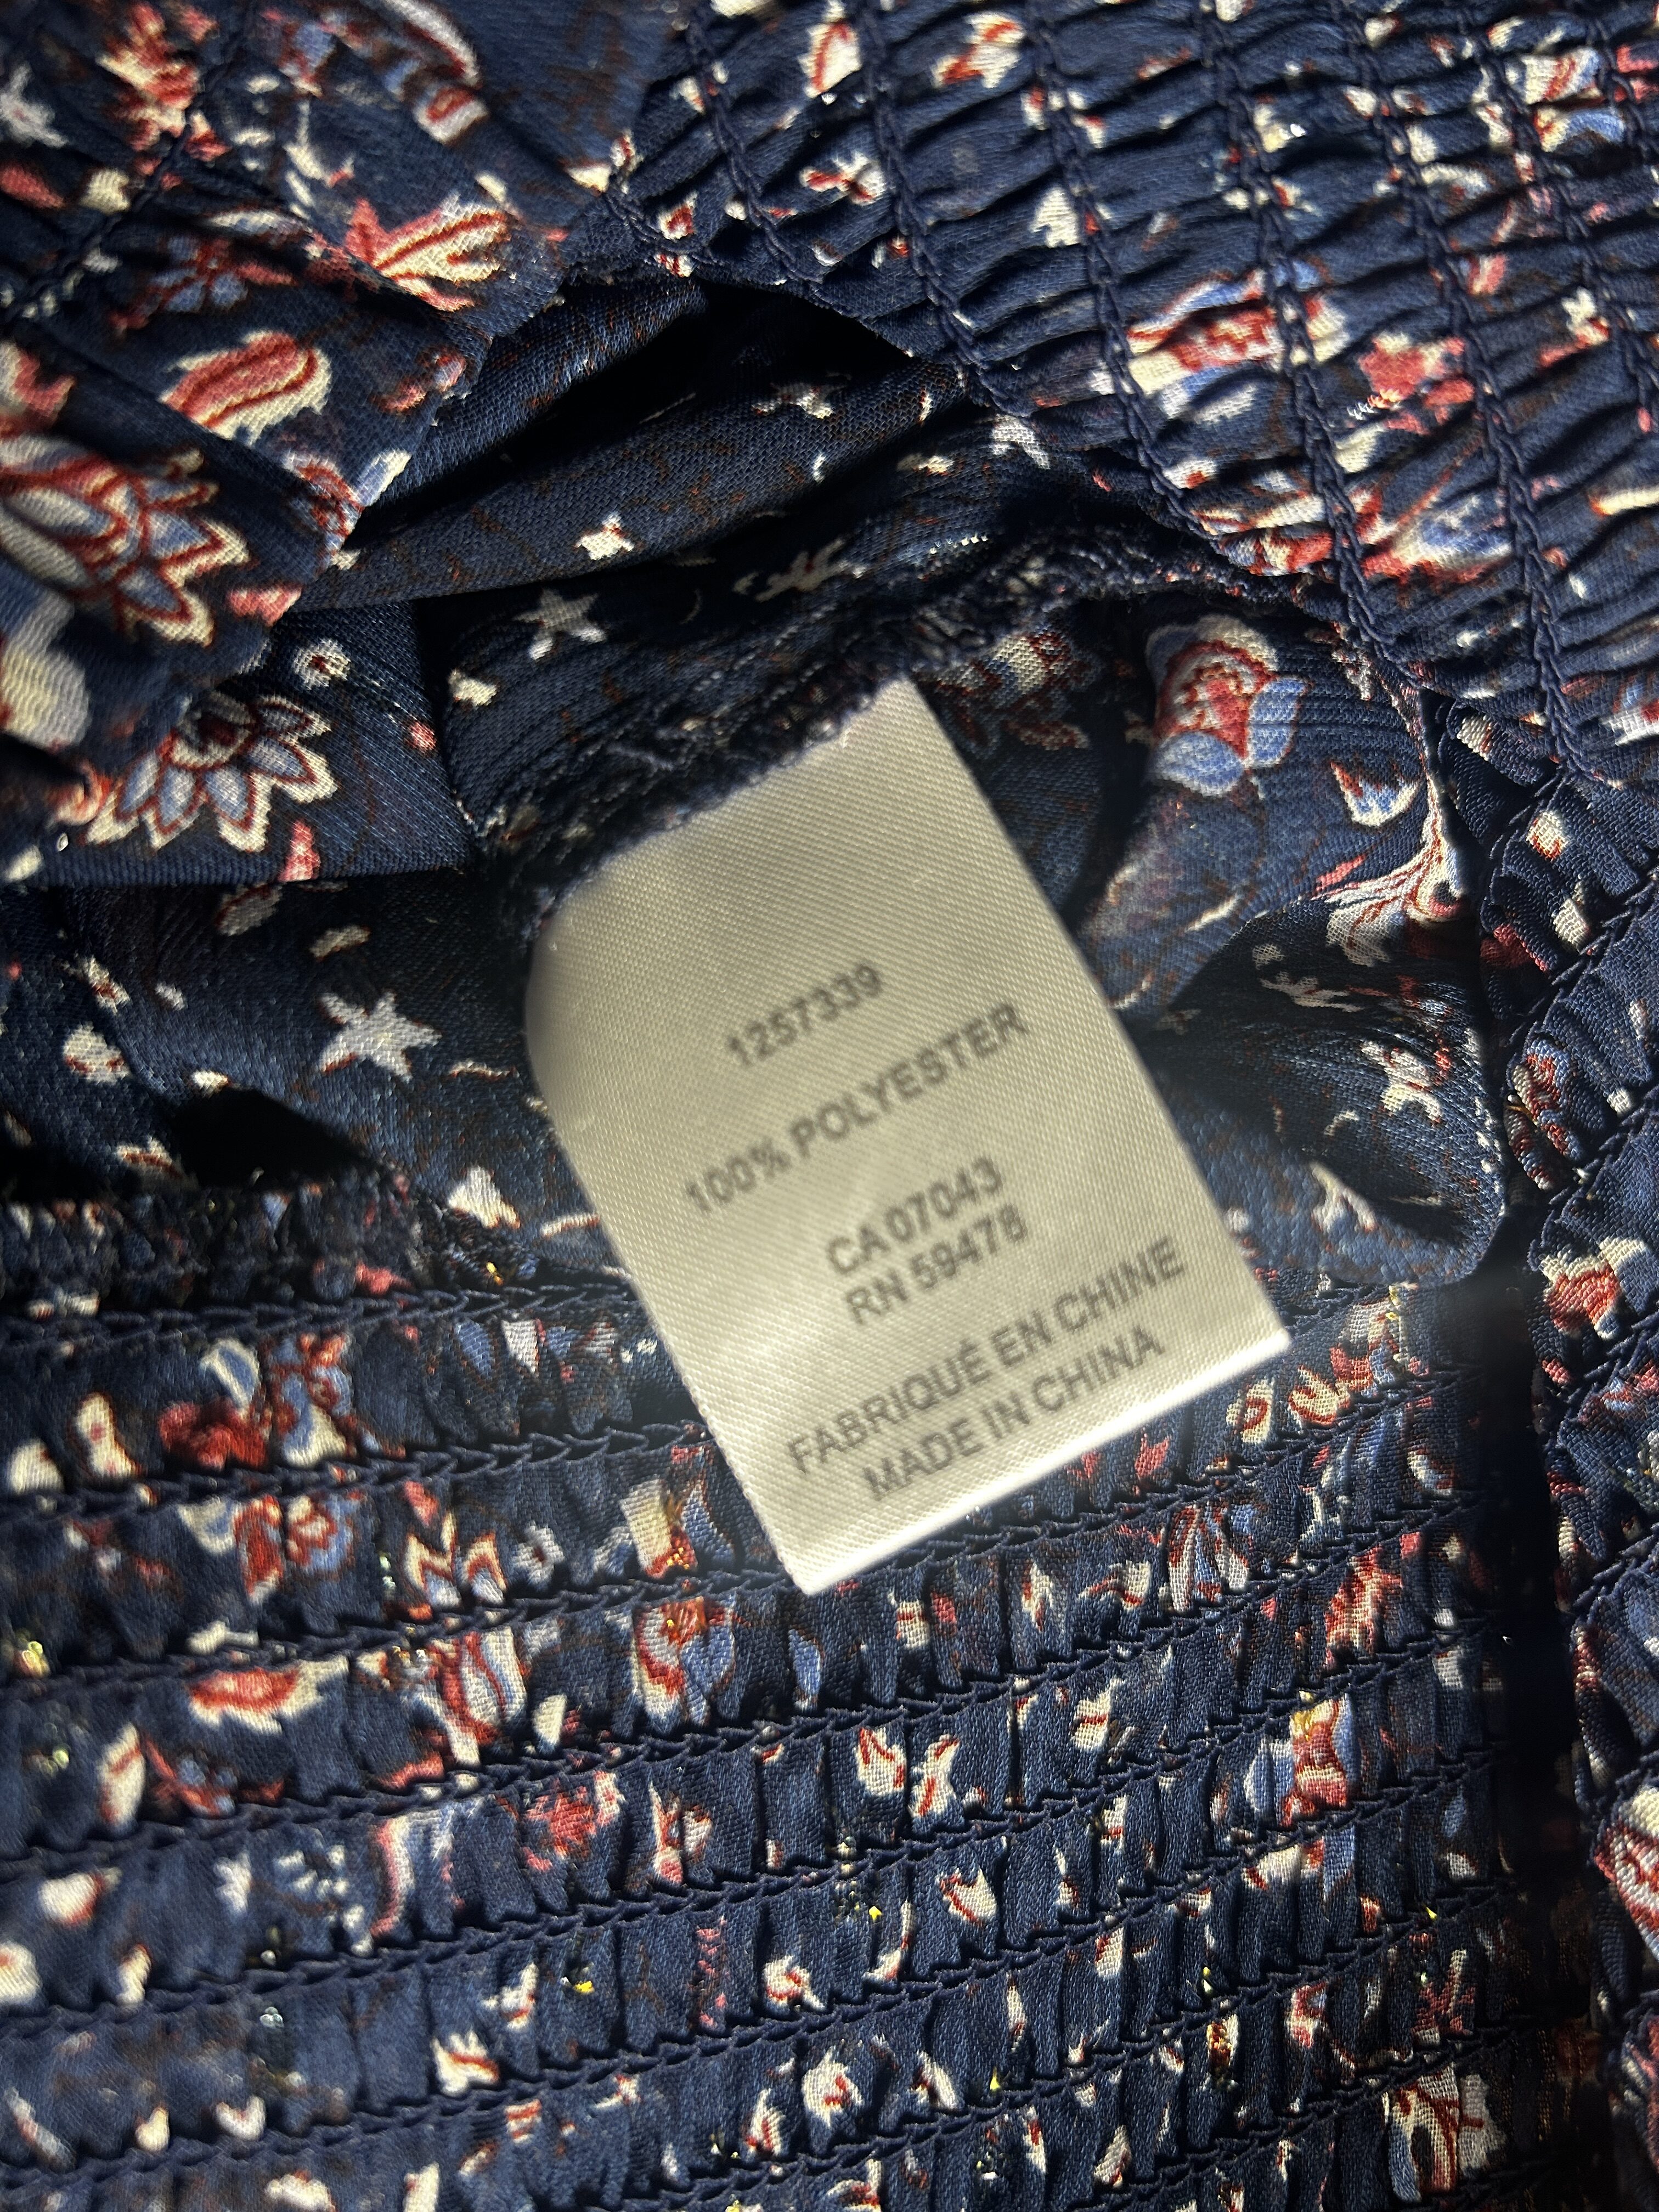 1257339
100% POLYESTER
CA 07043
RN 59478
FABRIQUÉ EN CHINE
MADE IN CHINA